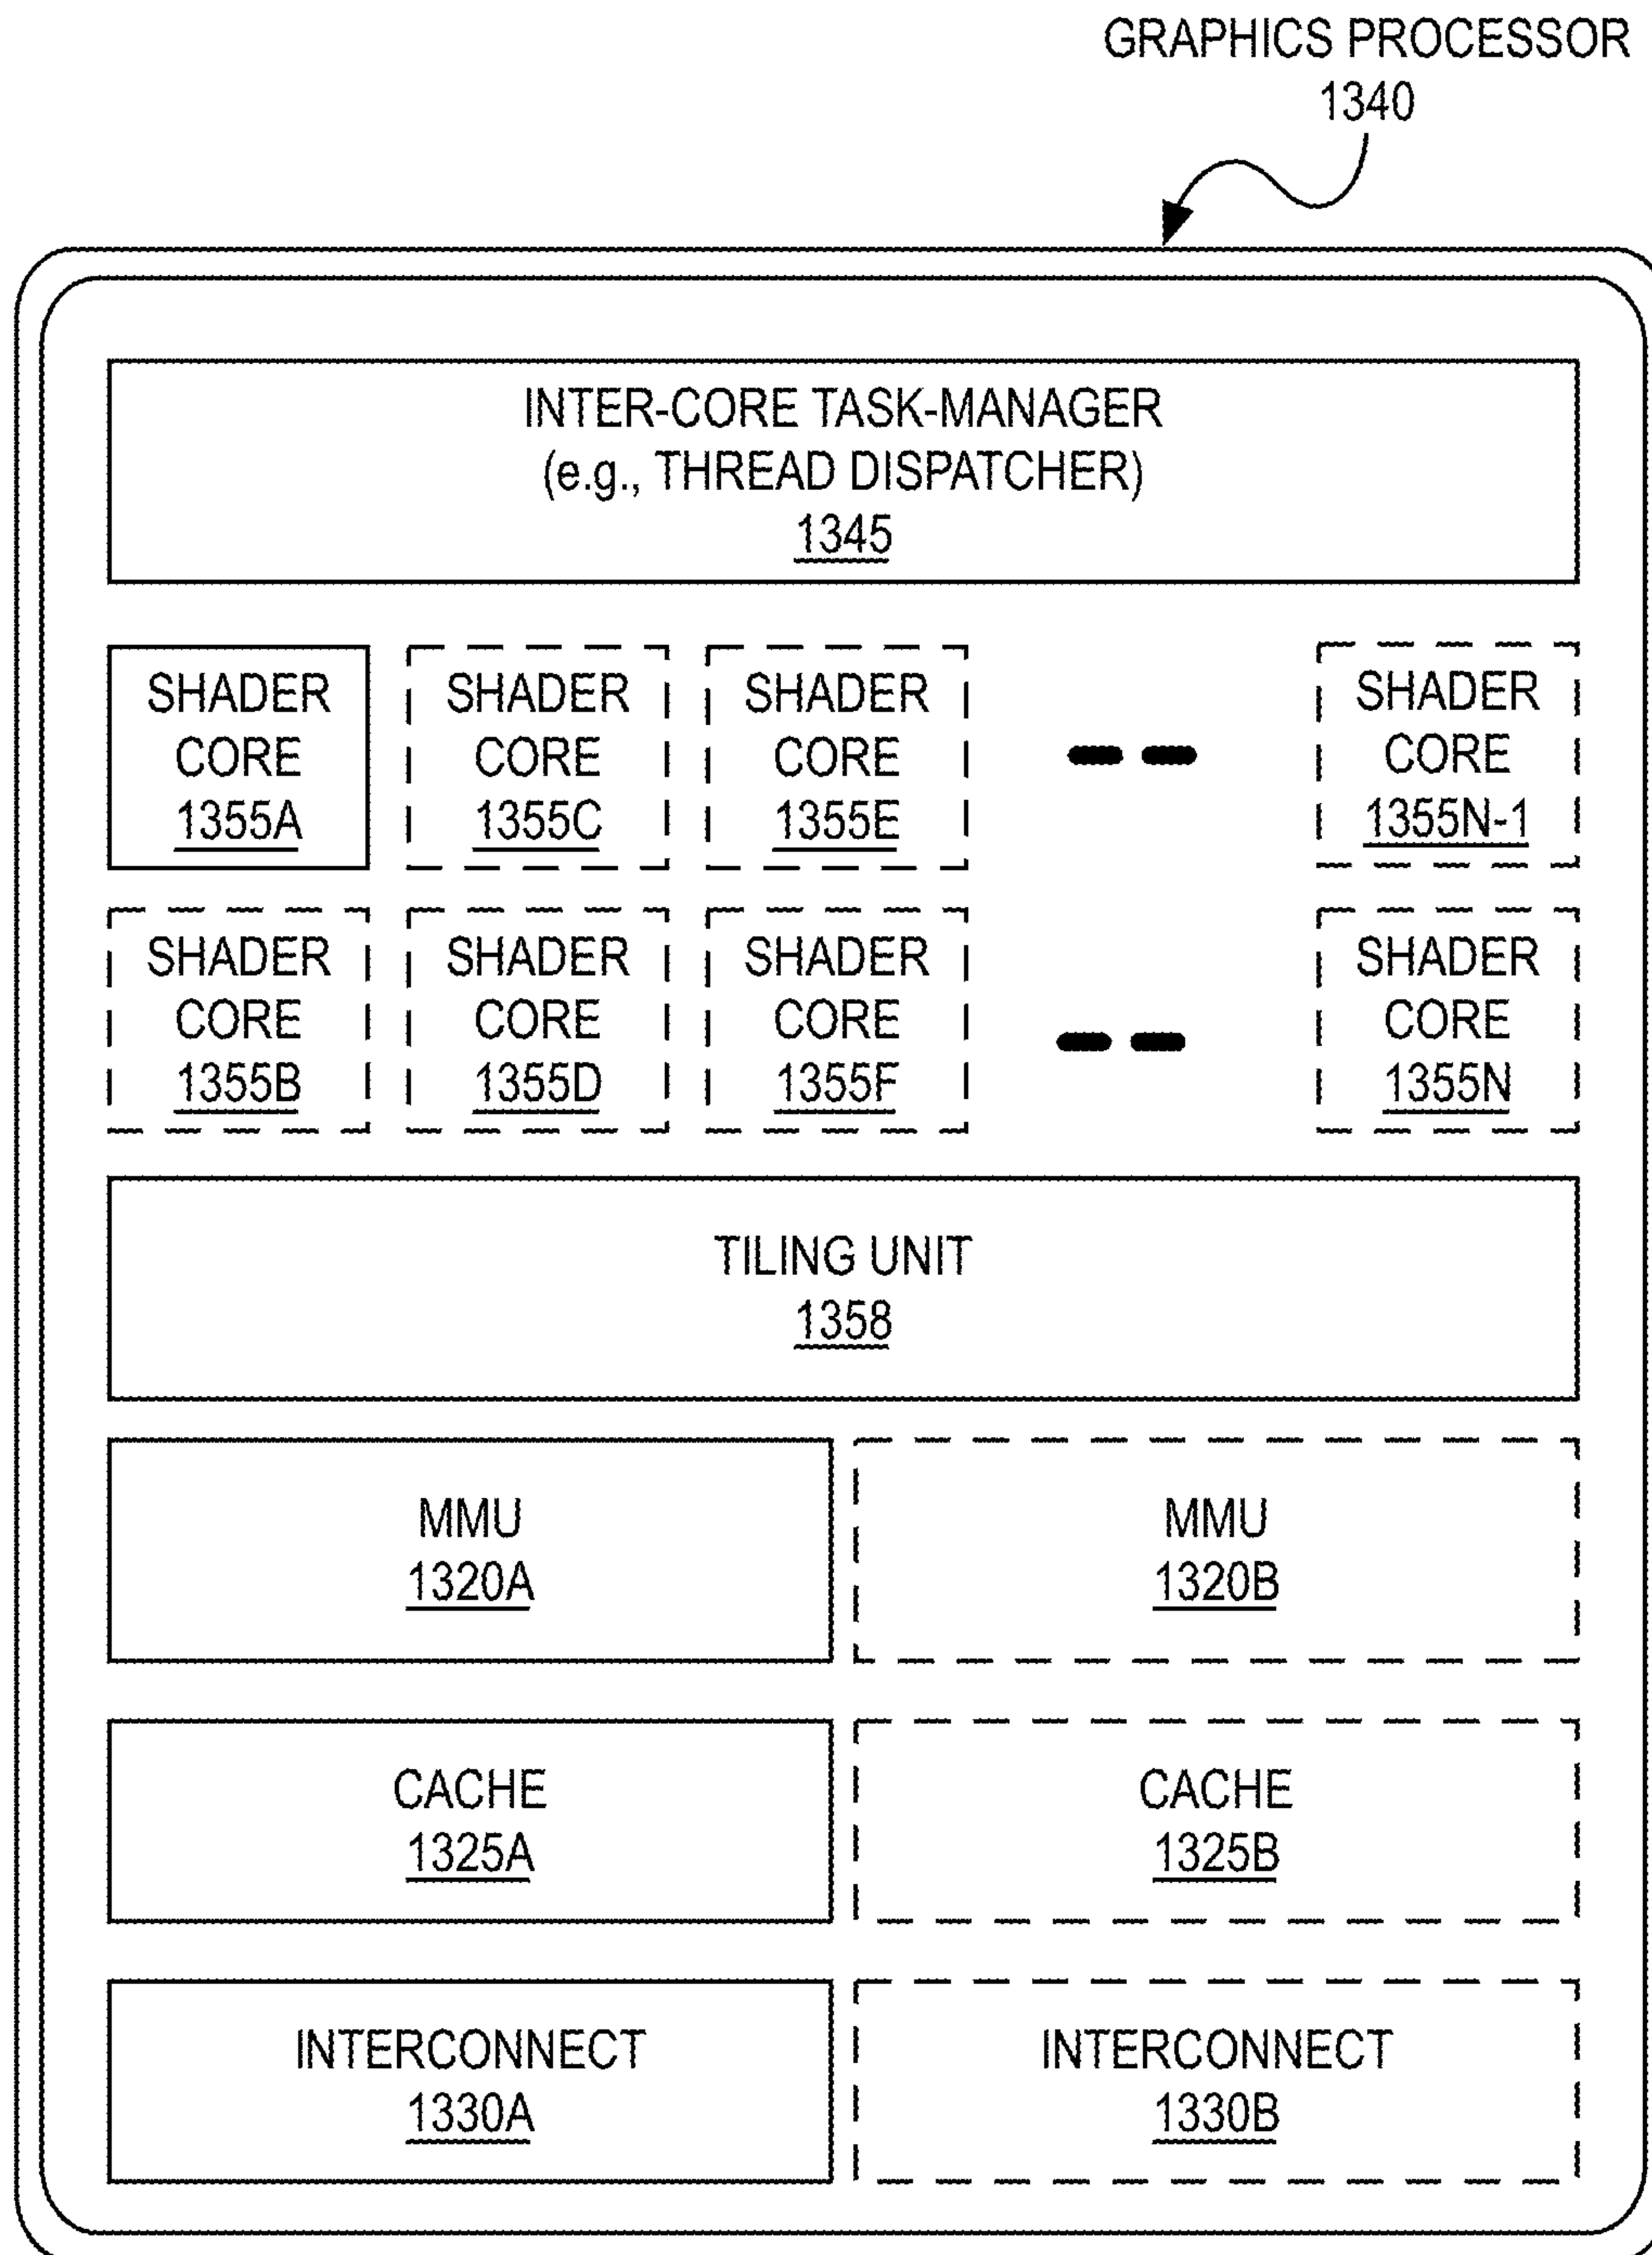 GRAPHICS PROCESSOR
1340
INTER-CORE TASK-MANAGER
(e.g., THREAD DISPATCHER)
1345
SHADER
CORE
1355A
SHADER
CORE
1355C
SHADER
CORE
1355E
SHADER
CORE
1355N-1
SHADER
CORE
1355B
SHADER
CORE
1355D
SHADER
CORE
1355F
SHADER
CORE
1355N
TILING UNIT
1358
MMU
1320A
MMU
1320B
CACHE
1325A
CACHE
1325B
INTERCONNECT
1330A
INTERCONNECT
1330B